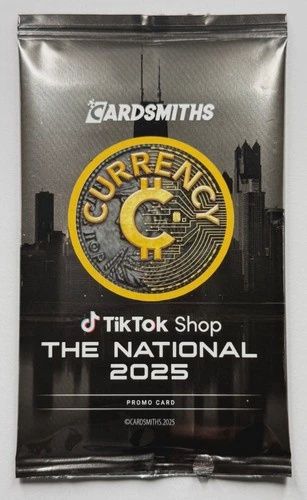 CARDSMITHS
CURRENCY
TikTok Shop
THE NATIONAL
2025
PROMO CARD
©CARDSMITHS.2025